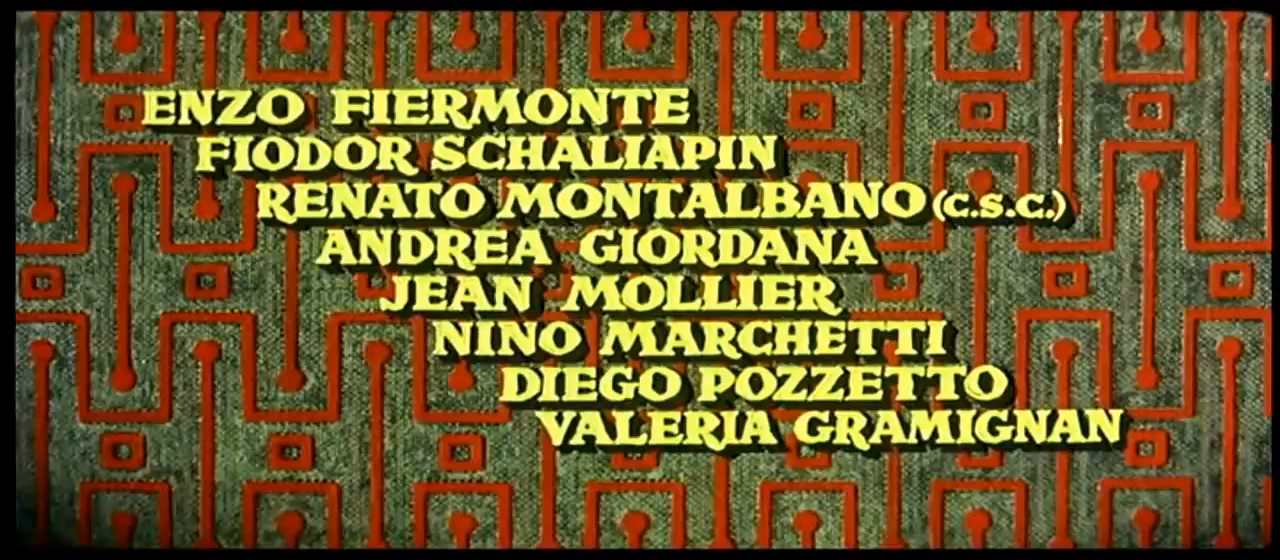 ENZO FIERMONTE
FIODOR SCHALIAPIN
RENATO MONTALBANO (C.S.C.)
ANDREA GIORDANA
JEAN MOLLIER
NINO MARCHETTI
DIEGO POZZETTO
VALERIA GRAMIGNAN